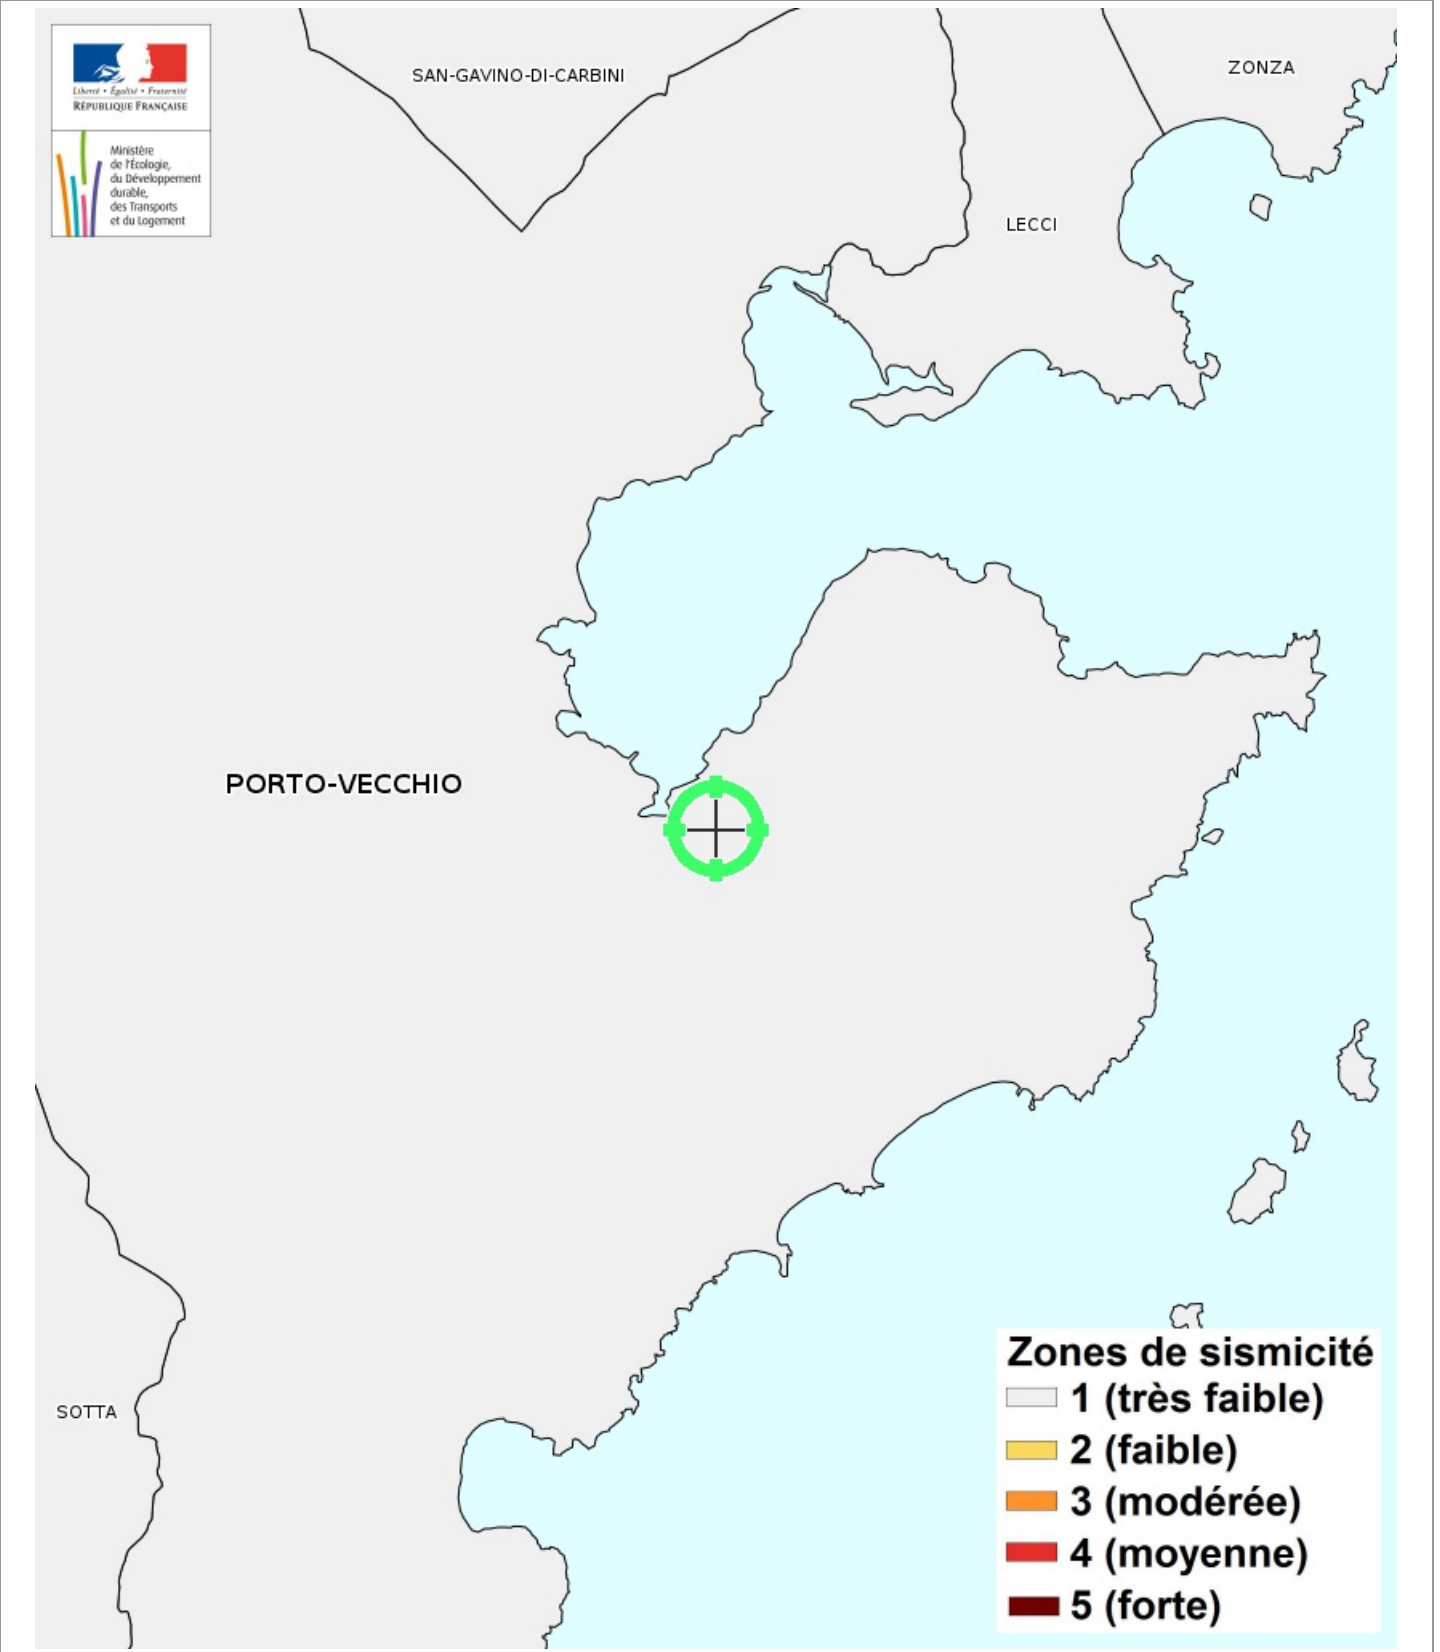 Liberté • Égalité • Fraternité
RÉPUBLIQUE FRANÇAISE
Ministère
de l'Écologie,
du Développement
durable,
des Transports
et du Logement
SAN-GAVINO-DI-CARBINI
ZONZA
LECCI
PORTO-VECCHIO
SOTTA
Zones de sismicité
1 (très faible)
2 (faible)
3 (modérée)
4 (moyenne)
5 (forte)